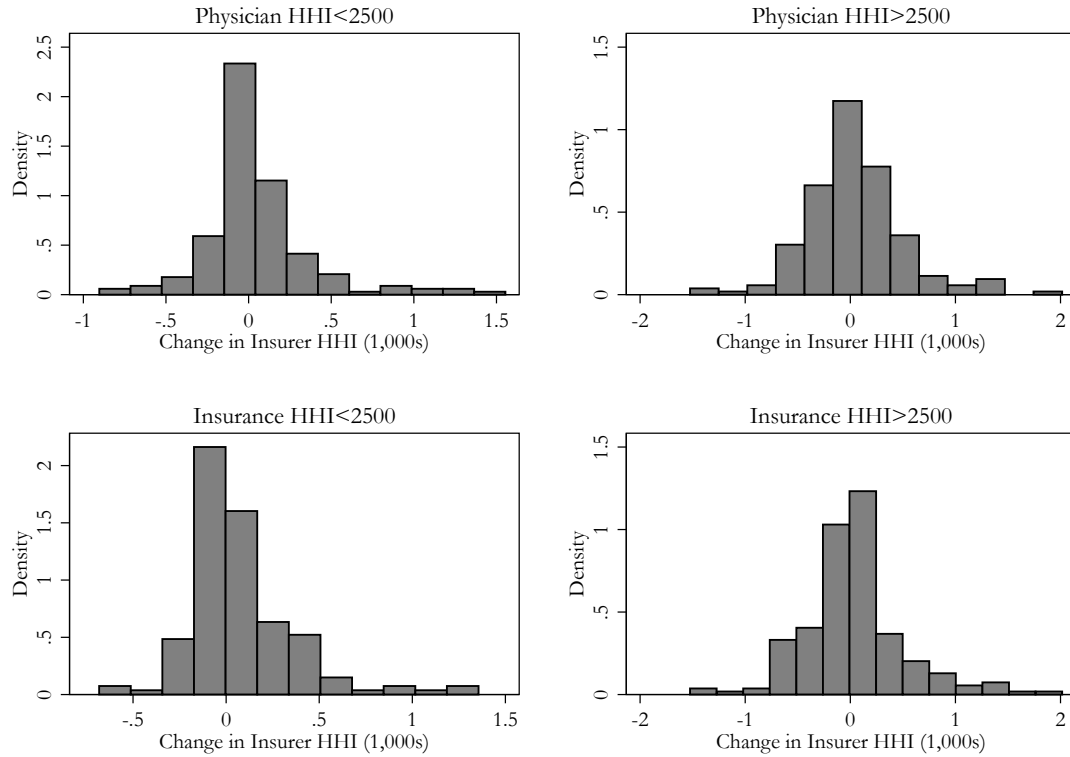 Physician HHI<2500
Density
2.5
2
1.5
1
.5
0
-1 -.5 0 .5 1 1.5
Change in Insurer HHI (1,000s)
Physician HHI>2500
Density
1.5
1
.5
0
-2 -1 0 1 2
Change in Insurer HHI (1,000s)
Insurance HHI<2500
Density
2
1.5
1
.5
0
-.5 0 .5 1 1.5
Change in Insurer HHI (1,000s)
Insurance HHI>2500
Density
1.5
1
.5
0
-2 -1 0 1 2
Change in Insurer HHI (1,000s)